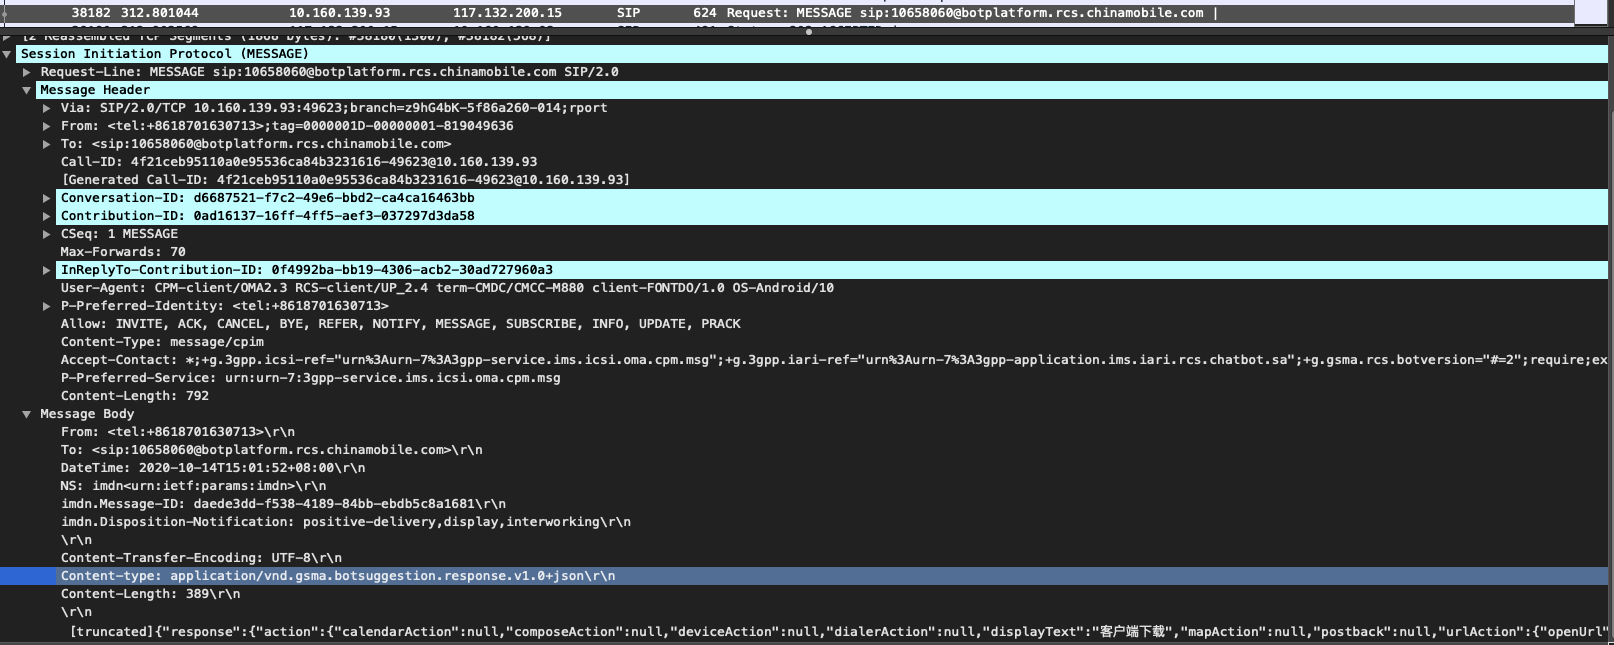 38182 312.801044 10.160.139.93 117.132.200.15 SIP 624 Request: MESSAGE sip:10658060@botplatform.rcs.chinamobile.com |
[2 Reassembled TCP Segments (1868 bytes): #38180(1300), #38182(568)]
Session Initiation Protocol (MESSAGE)
Request-Line: MESSAGE sip:10658060@botplatform.rcs.chinamobile.com SIP/2.0
Message Header
Via: SIP/2.0/TCP 10.160.139.93:49623;branch=z9hG4bK-5f86a260-014;rport
From: <tel:+8618701630713>;tag=0000001D-00000001-819049636
To: <sip:10658060@botplatform.rcs.chinamobile.com>
Call-ID: 4f21ceb95110a0e95536ca84b3231616-49623@10.160.139.93
[Generated Call-ID: 4f21ceb95110a0e95536ca84b3231616-49623@10.160.139.93]
Conversation-ID: d6687521-f7c2-49e6-bbd2-ca4ca16463bb
Contribution-ID: 0ad16137-16ff-4ff5-aef3-037297d3da58
CSeq: 1 MESSAGE
Max-Forwards: 70
InReplyTo-Contribution-ID: 0f4992ba-bb19-4306-acb2-30ad727960a3
User-Agent: CPM-client/OMA2.3 RCS-client/UP_2.4 term-CMDC/CMCC-M880 client-FONTDO/1.0 OS-Android/10
P-Preferred-Identity: <tel:+8618701630713>
Allow: INVITE, ACK, CANCEL, BYE, REFER, NOTIFY, MESSAGE, SUBSCRIBE, INFO, UPDATE, PRACK
Content-Type: message/cpim
Accept-Contact: *;+g.3gpp.icsi-ref="urn%3Aurn-7%3A3gpp-service.ims.icsi.oma.cpm.msg";+g.3gpp.iari-ref="urn%3Aurn-7%3A3gpp-application.ims.iari.rcs.chatbot.sa";+g.gsma.rcs.botversion="#=2";require;ex
P-Preferred-Service: urn:urn-7:3gpp-service.ims.icsi.oma.cpm.msg
Content-Length: 792
Message Body
From: <tel:+8618701630713>\r\n
To: <sip:10658060@botplatform.rcs.chinamobile.com>\r\n
DateTime: 2020-10-14T15:01:52+08:00\r\n
NS: imdn<urn:ietf:params:imdn>\r\n
imdn.Message-ID: daede3dd-f538-4189-84bb-ebdb5c8a1681\r\n
imdn.Disposition-Notification: positive-delivery,display,interworking\r\n
\r\n
Content-Transfer-Encoding: UTF-8\r\n
Content-type: application/vnd.gsma.botsuggestion.response.v1.0+json\r\n
Content-Length: 389\r\n
\r\n
[truncated]{"response":{"action":{"calendarAction":null,"composeAction":null,"deviceAction":null,"dialerAction":null,"displayText":"客户端下载","mapAction":null,"postback":null,"urlAction":{"openUrl"